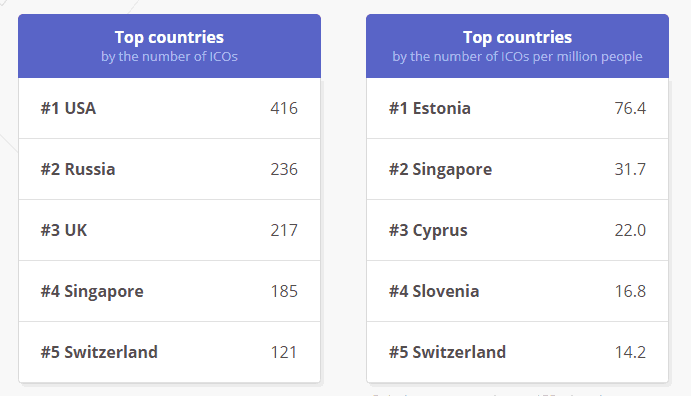 Top countries
by the number of ICOs
#1 USA 416
#2 Russia 236
#3 UK 217
#4 Singapore 185
#5 Switzerland 121
Top countries
by the number of ICOs per million people
#1 Estonia 76.4
#2 Singapore 31.7
#3 Cyprus 22.0
#4 Slovenia 16.8
#5 Switzerland 14.2